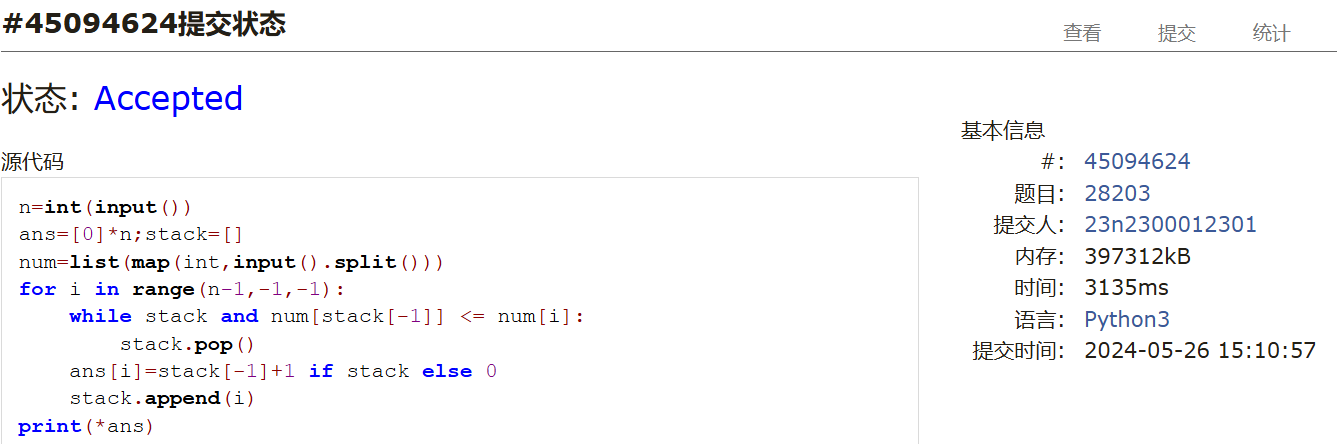 #45094624提交状态
查看 提交 统计
状态: Accepted
源代码
n=int(input())
ans=[0]*n;stack=[]
num=list(map(int,input().split()))
for i in range(n-1,-1,-1):
    while stack and num[stack[-1]] <= num[i]:
        stack.pop()
    ans[i]=stack[-1]+1 if stack else 0
    stack.append(i)
print(*ans)
基本信息
#: 45094624
题目: 28203
提交人: 23n2300012301
内存: 397312kB
时间: 3135ms
语言: Python3
提交时间: 2024-05-26 15:10:57